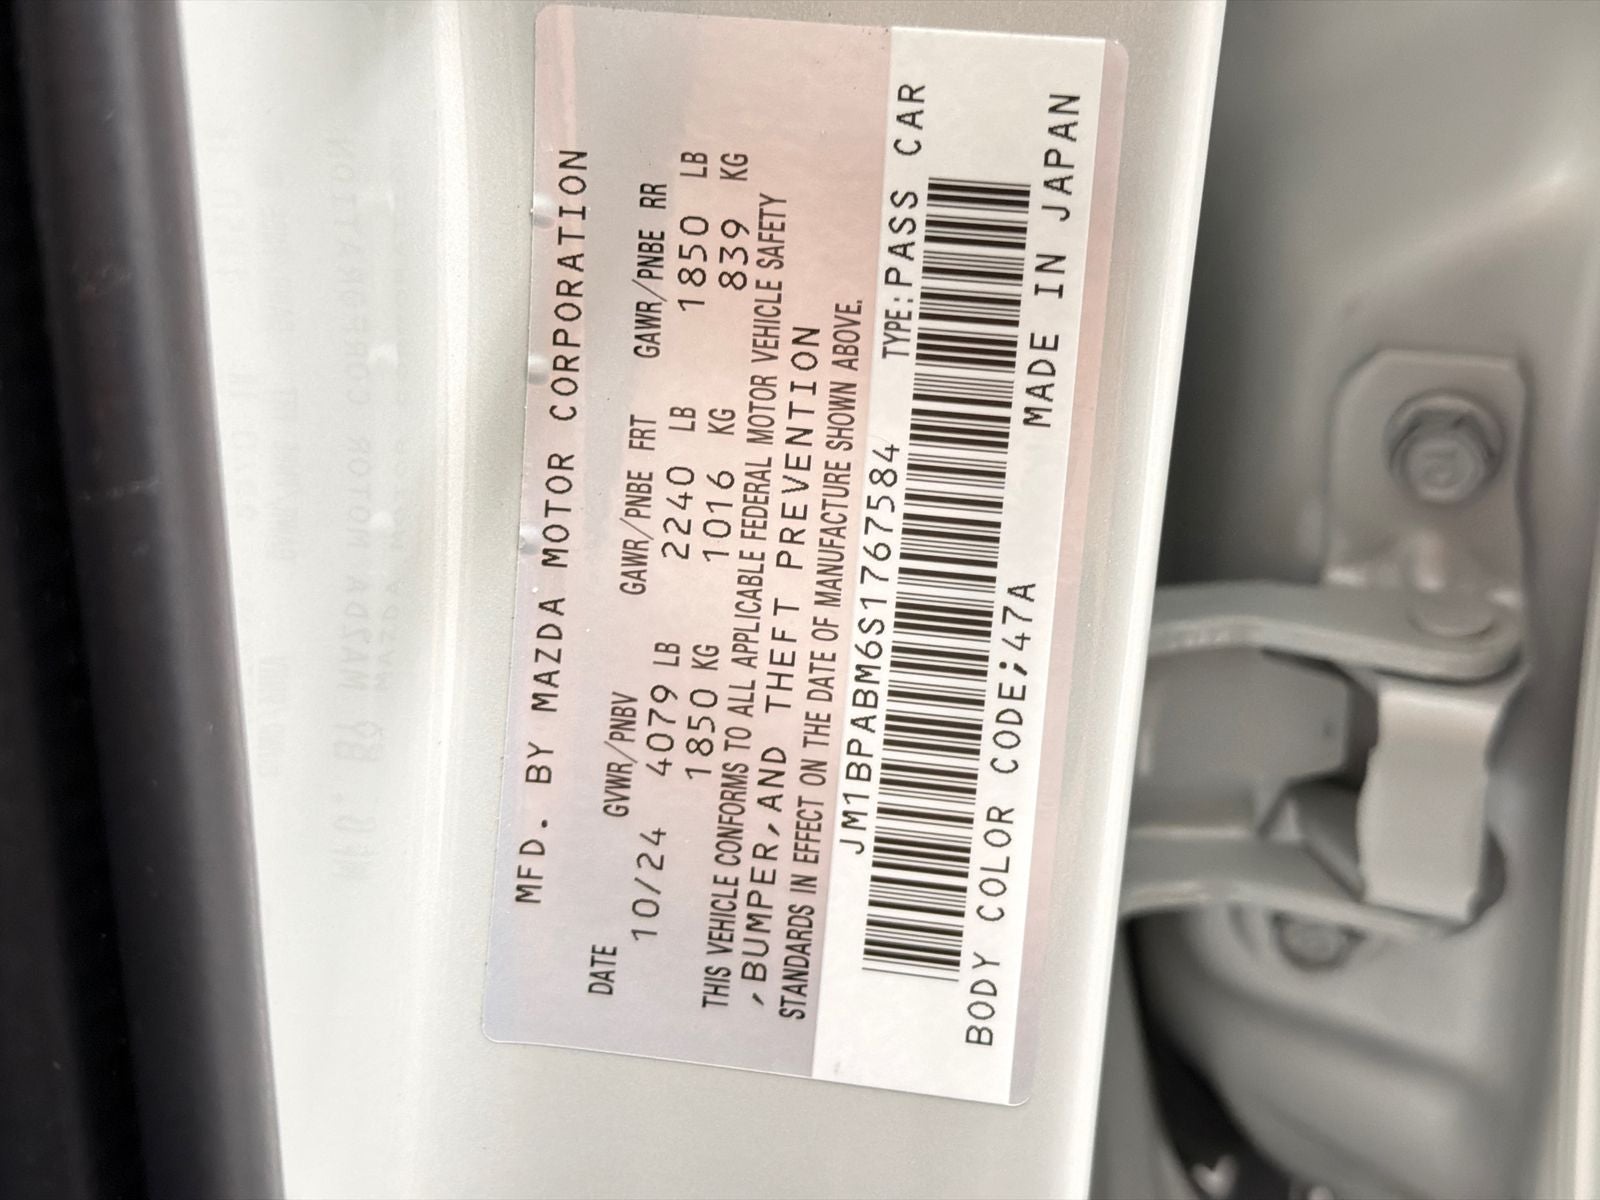 MFD. BY MAZDA MOTOR CORPORATION
DATE GVWR/PNBV GAWR/PNBE FRT GAWR/PNBE RR
10/24 4079 LB 2240 LB 1850 LB
1850 KG 1016 KG 839 KG
THIS VEHICLE CONFORMS TO ALL APPLICABLE FEDERAL MOTOR VEHICLE SAFETY
,BUMPER,AND THEFT PREVENTION
STANDARDS IN EFFECT ON THE DATE OF MANUFACTURE SHOWN ABOVE.
JM1BPABM6S1767584 TYPE:PASS CAR
BODY COLOR CODE;47A MADE IN JAPAN